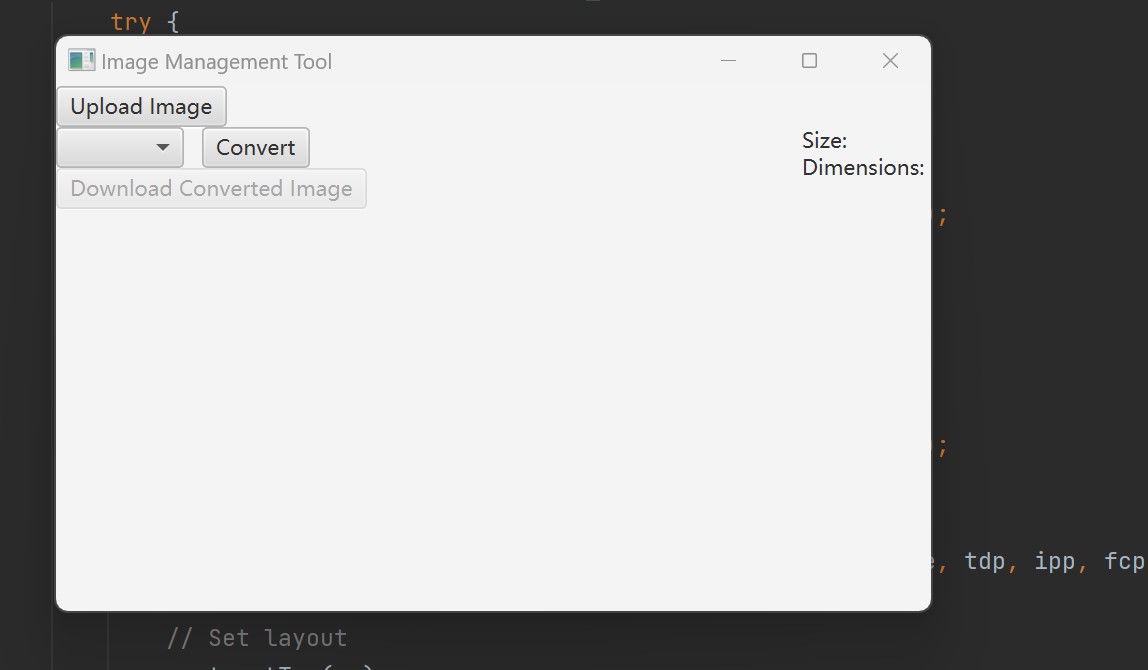 try {
Image Management Tool
Upload Image
Convert
Size:
Dimensions:
Download Converted Image
;
;
, tdp, ipp, fcp
// Set layout